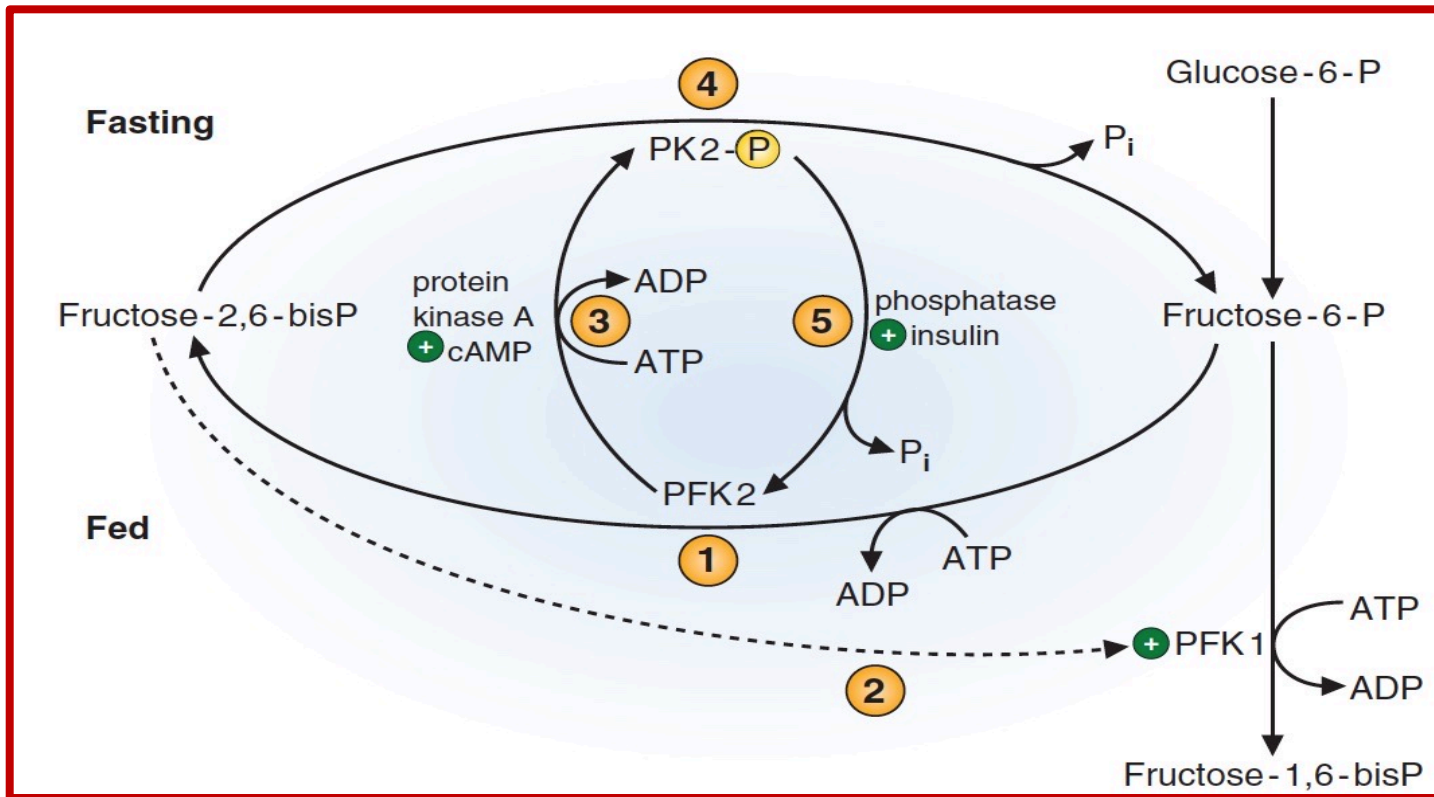 4
Glucose-6-P
Fasting
PK2-P
Pi
protein
kinase A
+ cAMP
ADP
3
ATP
5
phosphatase
+ insulin
Fructose-2,6-bisP
Fructose-6-P
Pi
PFK2
Fed
1
ADP
ATP
2
+ PFK1
ATP
ADP
Fructose-1,6-bisP